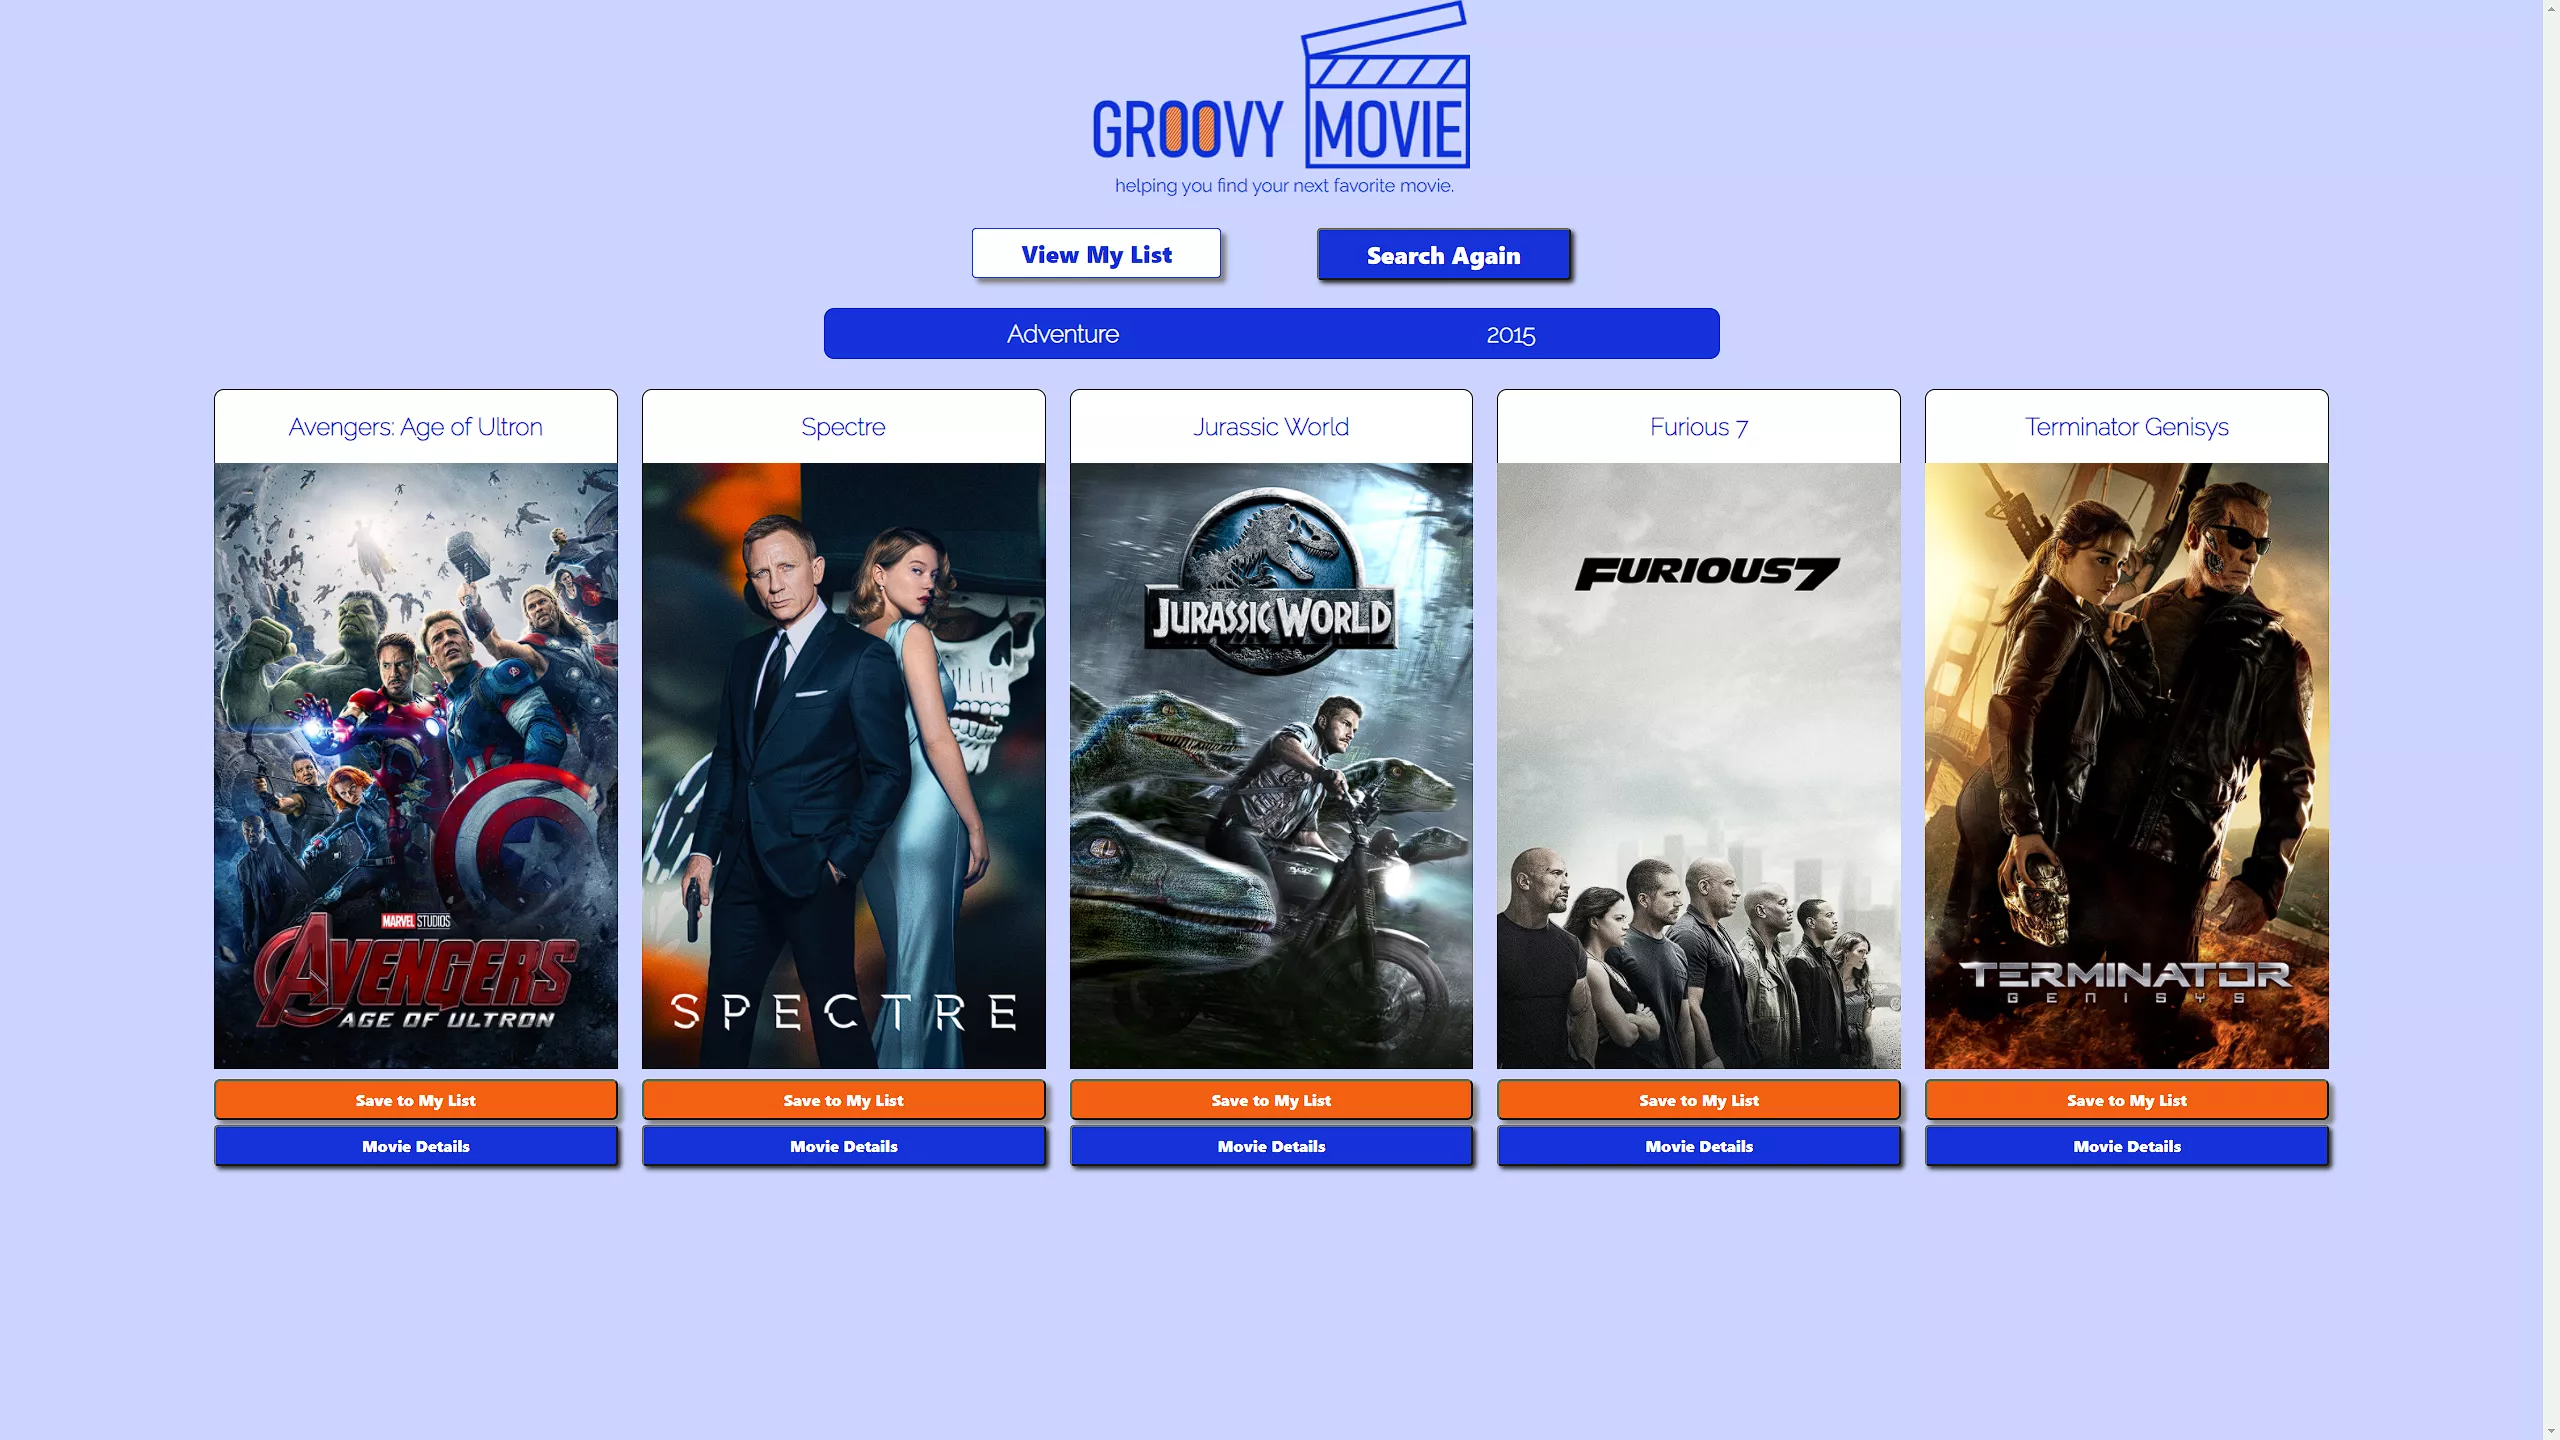 GROOVY MOVIE
helping you find your next favorite movie.
View My List Search Again
Adventure 2015
Avengers: Age of Ultron
Spectre
Jurassic World
Furious 7
Terminator Genisys
MARVEL STUDIOS
AVENGERS
AGE OF ULTRON
SPECTRE
JURASSIC WORLD
FURIOUS 7
TERMINATOR
GENISYS
Save to My List
Save to My List
Save to My List
Save to My List
Save to My List
Movie Details
Movie Details
Movie Details
Movie Details
Movie Details